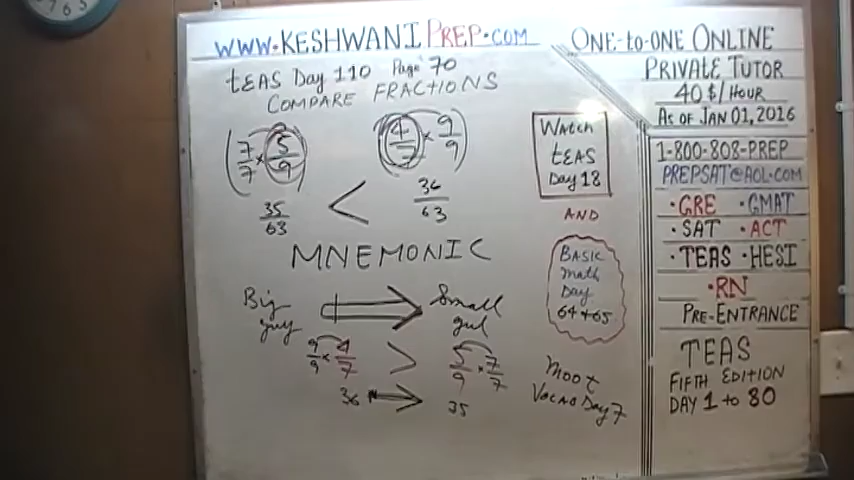 www.KESHWANIPREP.COM
tEAS Day 110 Page 70
COMPARE FRACTIONS
(7/7 × 5/9) (4/7 × 9/9)
35/63 < 36/63
MNEMONIC
Big guy ⇒ Small gul
9/9 × 4/7 > 5/9 × 7/7
36 → 35
Watch
tEAS
Day 18
AND
BASIC
math
Day
64+65
moot
VOCAB Day 7
ONE-to-ONE ONLINE
PRIVATE TUTOR
40$/HOUR
AS OF JAN 01, 2016
1-800-808-PREP
PREPSAT@AOL.COM
•GRE •GMAT
•SAT •ACT
•TEAS •HESI
•RN
PRE-ENTRANCE
TEAS
FIFTH EDITION
DAY 1 to 80